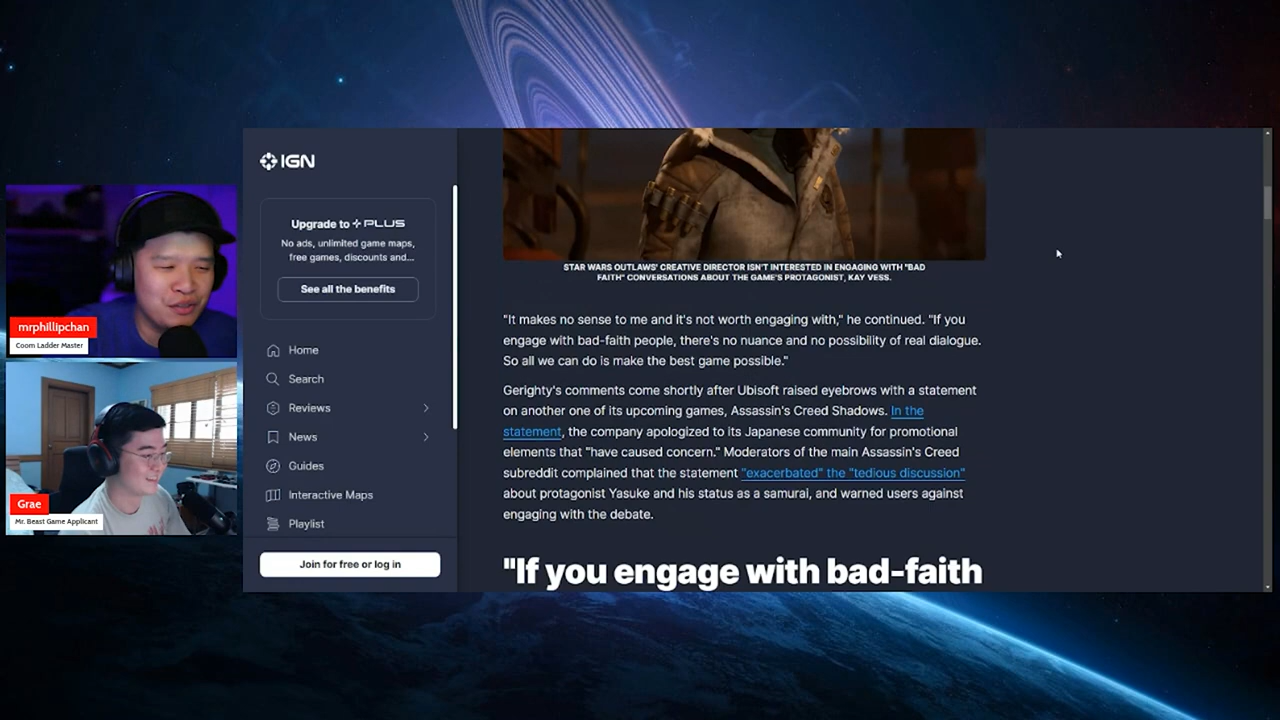 IGN
Upgrade to PLUS
No ads, unlimited game maps,
free games, discounts and...
See all the benefits
Home
Search
Reviews
News
Guides
Interactive Maps
Playlist
Join for free or log in
STAR WARS OUTLAWS' CREATIVE DIRECTOR ISN'T INTERESTED IN ENGAGING WITH "BAD
FAITH" CONVERSATIONS ABOUT THE GAME'S PROTAGONIST, KAY VESS.
"It makes no sense to me and it's not worth engaging with," he continued. "If you
engage with bad-faith people, there's no nuance and no possibility of real dialogue.
So all we can do is make the best game possible."
Gerighty's comments come shortly after Ubisoft raised eyebrows with a statement
on another one of its upcoming games, Assassin's Creed Shadows. In the
statement, the company apologized to its Japanese community for promotional
elements that "have caused concern." Moderators of the main Assassin's Creed
subreddit complained that the statement "exacerbated" the "tedious discussion"
about protagonist Yasuke and his status as a samurai, and warned users against
engaging with the debate.
"If you engage with bad-faith
mrphillipchan
Coom Ladder Master
Grae
Mr. Beast Game Applicant